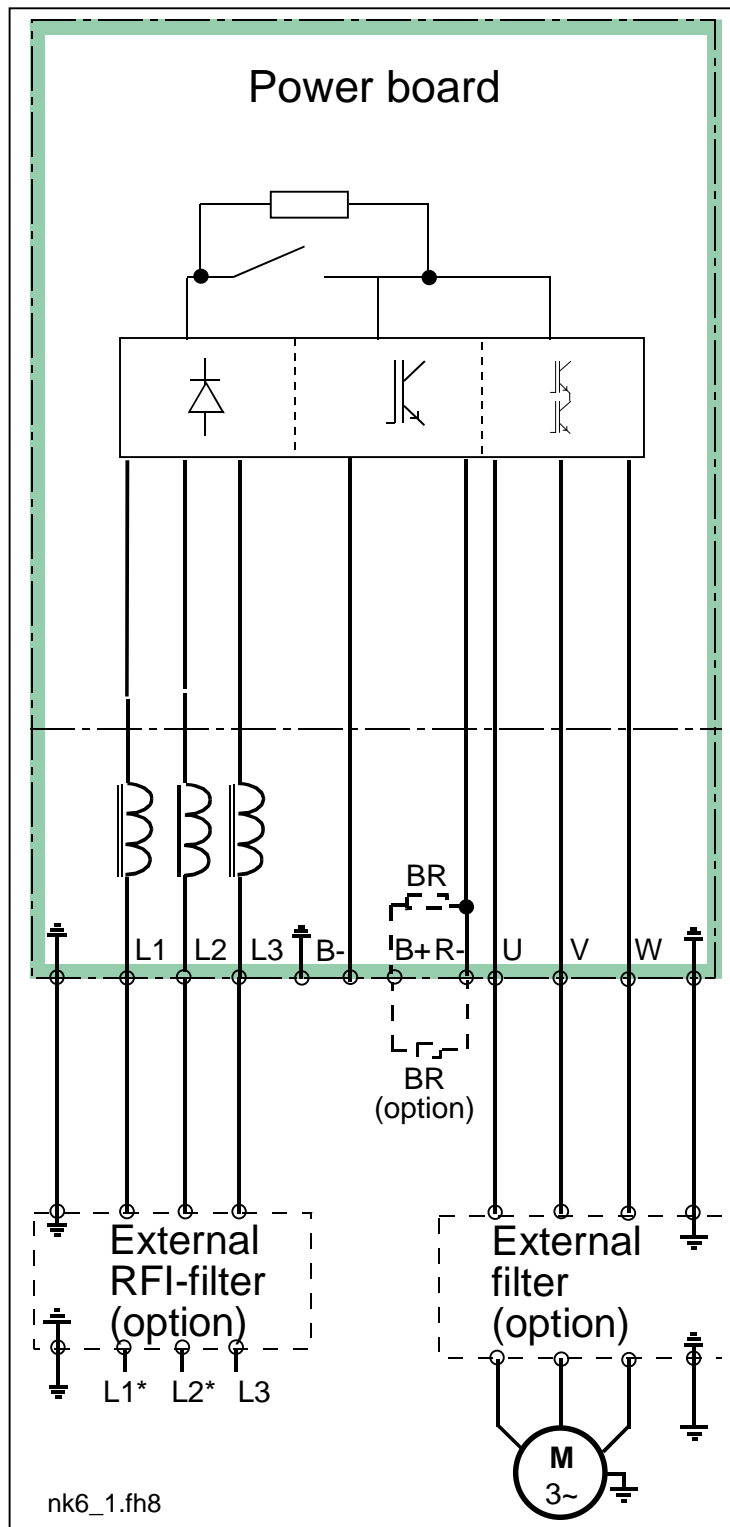 Power board
BR
L1 L2 L3 B- B+ R- U V W
BR
(option)
External
RFI-filter
(option)
External
filter
(option)
L1* L2* L3
M
3~
nk6_1.fh8